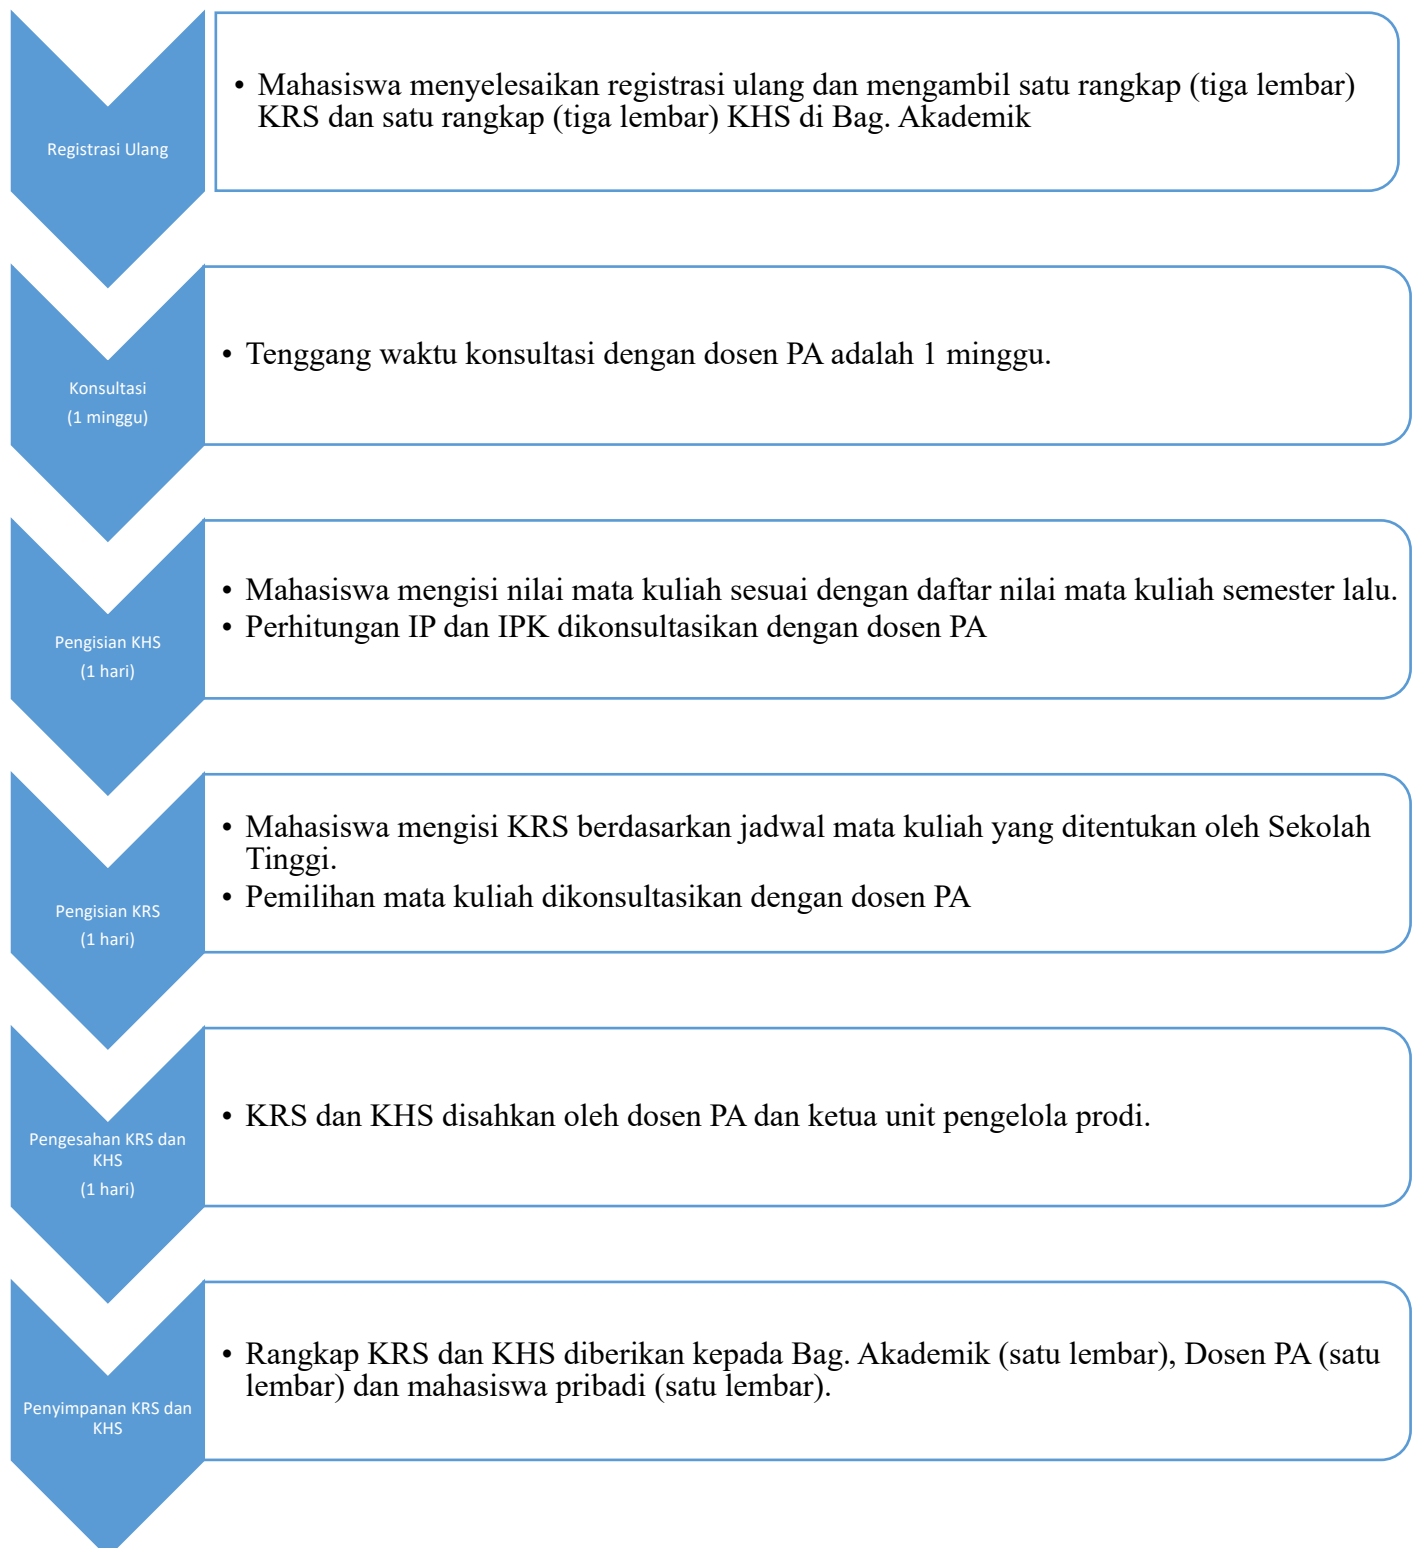 Registrasi Ulang
• Mahasiswa menyelesaikan registrasi ulang dan mengambil satu rangkap (tiga lembar)
KRS dan satu rangkap (tiga lembar) KHS di Bag. Akademik
Konsultasi
(1 minggu)
• Tenggang waktu konsultasi dengan dosen PA adalah 1 minggu.
Pengisian KHS
(1 hari)
• Mahasiswa mengisi nilai mata kuliah sesuai dengan daftar nilai mata kuliah semester lalu.
• Perhitungan IP dan IPK dikonsultasikan dengan dosen PA
Pengisian KRS
(1 hari)
• Mahasiswa mengisi KRS berdasarkan jadwal mata kuliah yang ditentukan oleh Sekolah
Tinggi.
• Pemilihan mata kuliah dikonsultasikan dengan dosen PA
Pengesahan KRS dan
KHS
(1 hari)
• KRS dan KHS disahkan oleh dosen PA dan ketua unit pengelola prodi.
Penyimpanan KRS dan
KHS
• Rangkap KRS dan KHS diberikan kepada Bag. Akademik (satu lembar), Dosen PA (satu
lembar) dan mahasiswa pribadi (satu lembar).